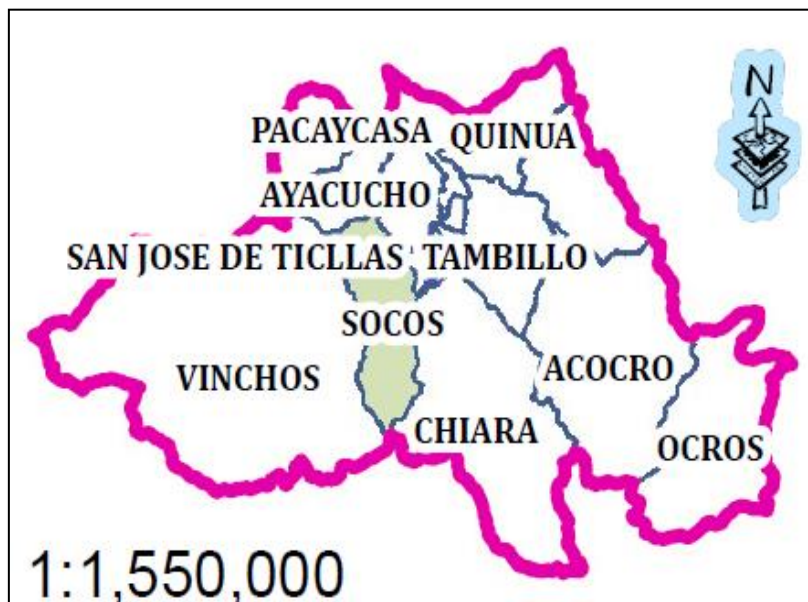 N
PACAYCASA QUINUA
AYACUCHO
SAN JOSE DE TICLLAS TAMBILLO
SOCOS
VINCHOS
ACOCRO
CHIARA
OCROS
1:1,550,000